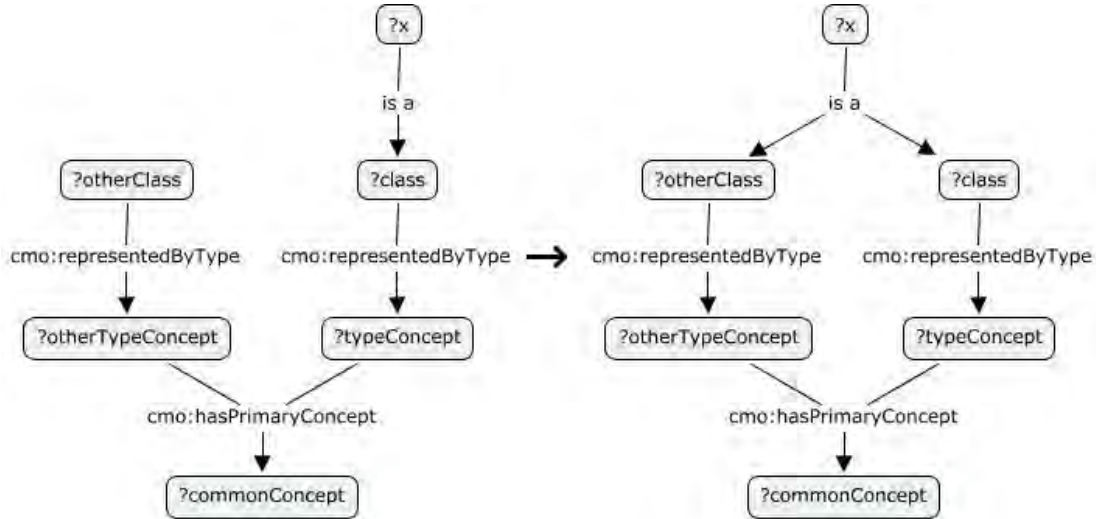 ?x
?x
is a
is a
?otherClass
?class
?otherClass
?class
cmo:representedByType
cmo:representedByType
cmo:representedByType
cmo:representedByType
?otherTypeConcept
?typeConcept
?otherTypeConcept
?typeConcept
cmo:hasPrimaryConcept
cmo:hasPrimaryConcept
?commonConcept
?commonConcept